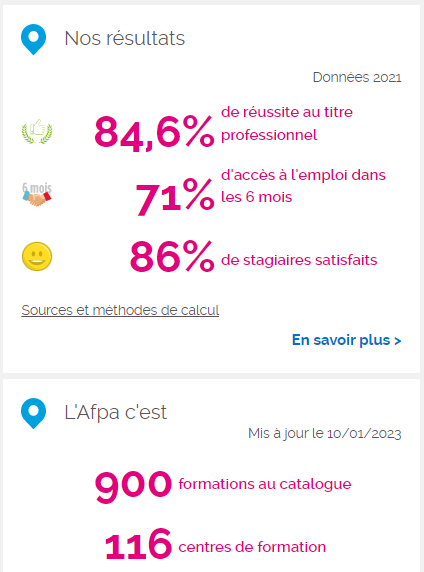 Nos résultats
Données 2021
84,6% de réussite au titre
professionnel
6 mois
71% d'accès à l'emploi dans
les 6 mois
86% de stagiaires satisfaits
Sources et méthodes de calcul
En savoir plus >
L'Afpa c'est
Mis à jour le 10/01/2023
900 formations au catalogue
116 centres de formation